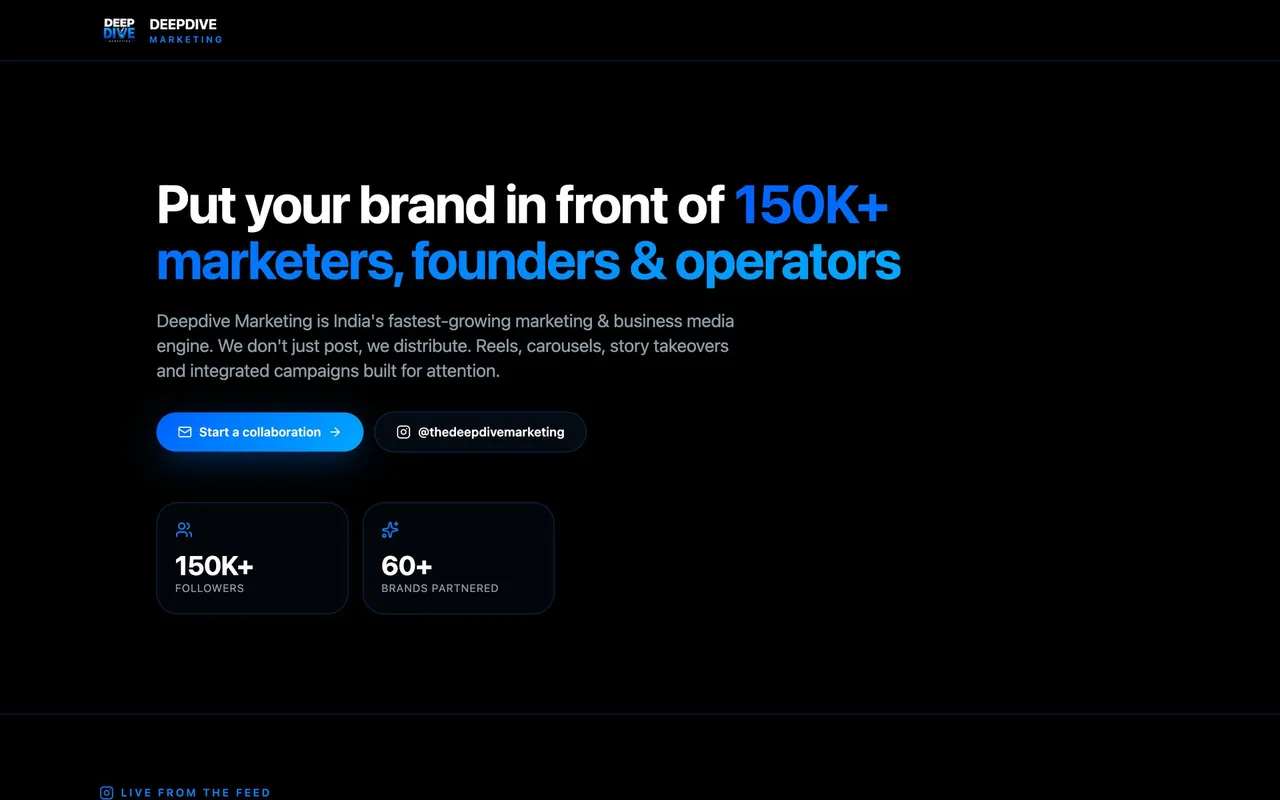 DEEP
DIVE
DEEPDIVE
MARKETING
Put your brand in front of 150K+
marketers, founders & operators
Deepdive Marketing is India's fastest-growing marketing & business media
engine. We don't just post, we distribute. Reels, carousels, story takeovers
and integrated campaigns built for attention.
Start a collaboration →
@thedeepdivemarketing
150K+
FOLLOWERS
60+
BRANDS PARTNERED
LIVE FROM THE FEED